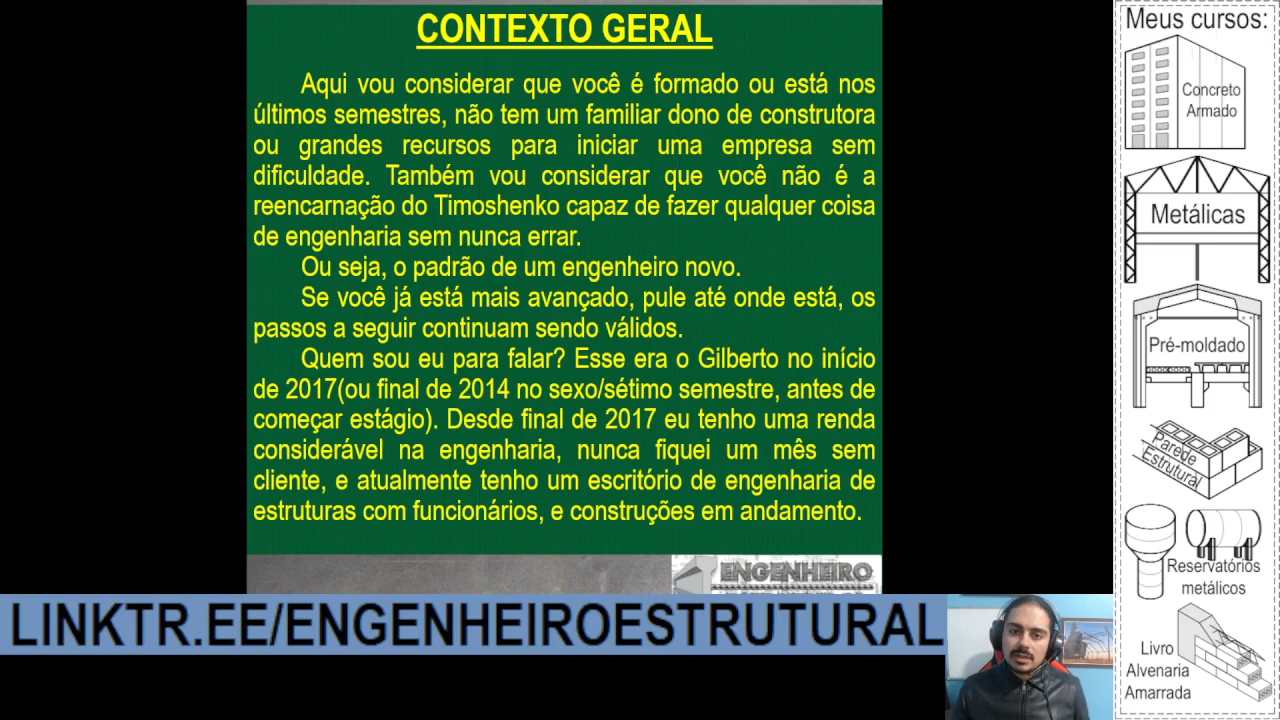 CONTEXTO GERAL
Aqui vou considerar que você é formado ou está nos
últimos semestres, não tem um familiar dono de construtora
ou grandes recursos para iniciar uma empresa sem
dificuldade. Também vou considerar que você não é a
reencarnação do Timoshenko capaz de fazer qualquer coisa
de engenharia sem nunca errar.
Ou seja, o padrão de um engenheiro novo.
Se você já está mais avançado, pule até onde está, os
passos a seguir continuam sendo válidos.
Quem sou eu para falar? Esse era o Gilberto no início
de 2017(ou final de 2014 no sexo/sétimo semestre, antes de
começar estágio). Desde final de 2017 eu tenho uma renda
considerável na engenharia, nunca fiquei um mês sem
cliente, e atualmente tenho um escritório de engenharia de
estruturas com funcionários, e construções em andamento.
ENGENHEIRO
LINKTR.EE/ENGENHEIROESTRUTURAL
Meus cursos:
Concreto
Armado
Metálicas
Pré-moldado
Parede
Estrutural
Reservatórios
metálicos
Livro
Alvenaria
Amarrada